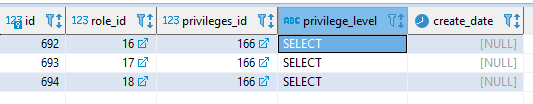 123 id 123 role_id 123 privileges_id ABC privilege_level create_date
692 16 166 SELECT [NULL]
693 17 166 SELECT [NULL]
694 18 166 SELECT [NULL]